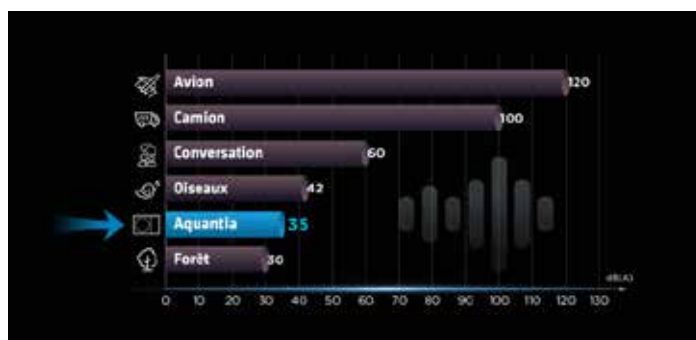 Avion 120
Camion 100
Conversation 60
Oiseaux 42
Aquantia 35
Forêt 30
dB(A)
0 10 20 30 40 50 60 70 80 90 100 110 120 130